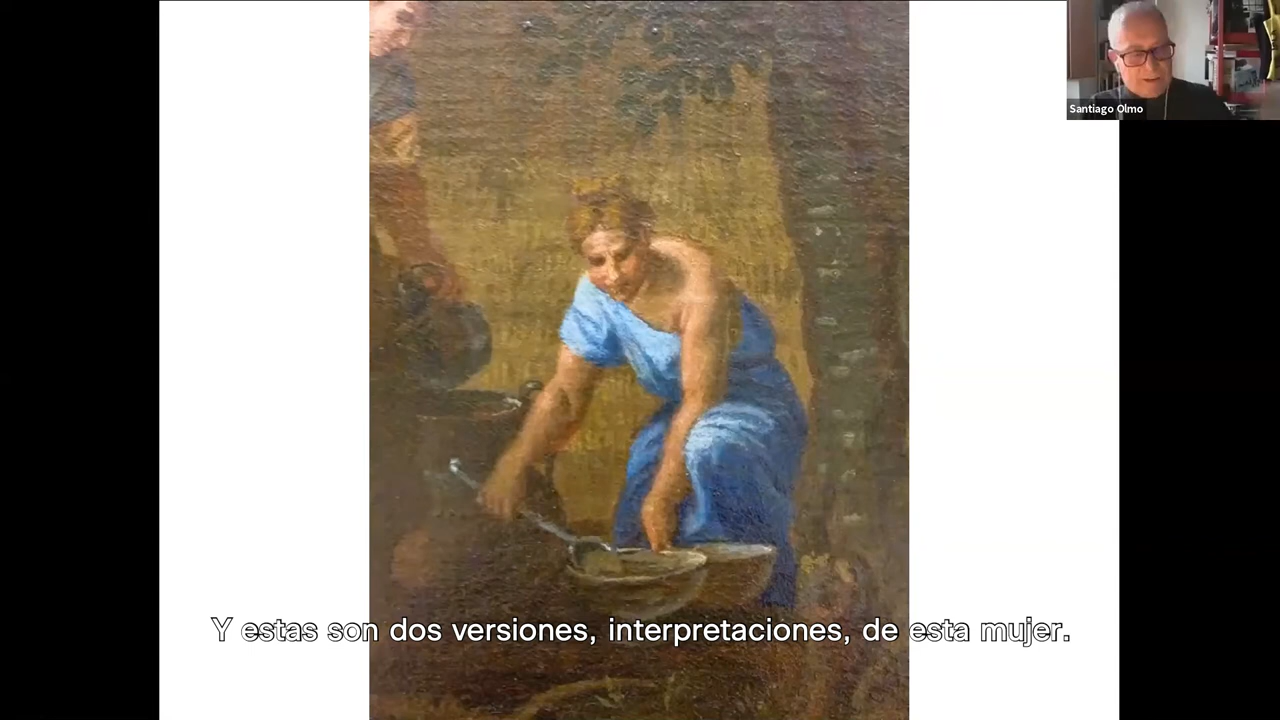 Santiago Olmo
Y estas son dos versiones, interpretaciones, de esta mujer.